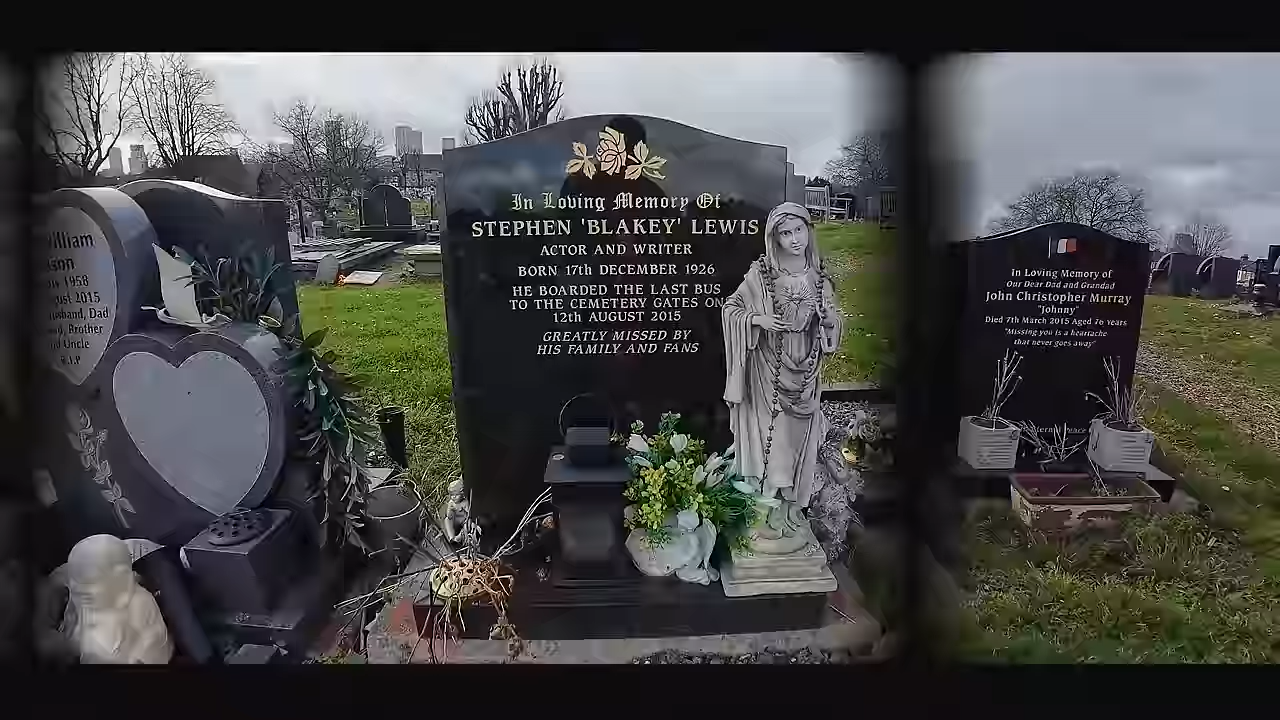 William
1958
2015
Dad
Brother
Uncle
R.I.P
In Loving Memory Of
STEPHEN 'BLAKEY' LEWIS
ACTOR AND WRITER
BORN 17th DECEMBER 1926
HE BOARDED THE LAST BUS
TO THE CEMETERY GATES ON
12th AUGUST 2015
GREATLY MISSED BY
HIS FAMILY AND FANS
In Loving Memory of
Our Dear Dad and Grandad
John Christopher Murray
"Johnny"
Died 7th March 2015 Aged 76 years
"Missing you is a heartache
that never goes away"
Peace